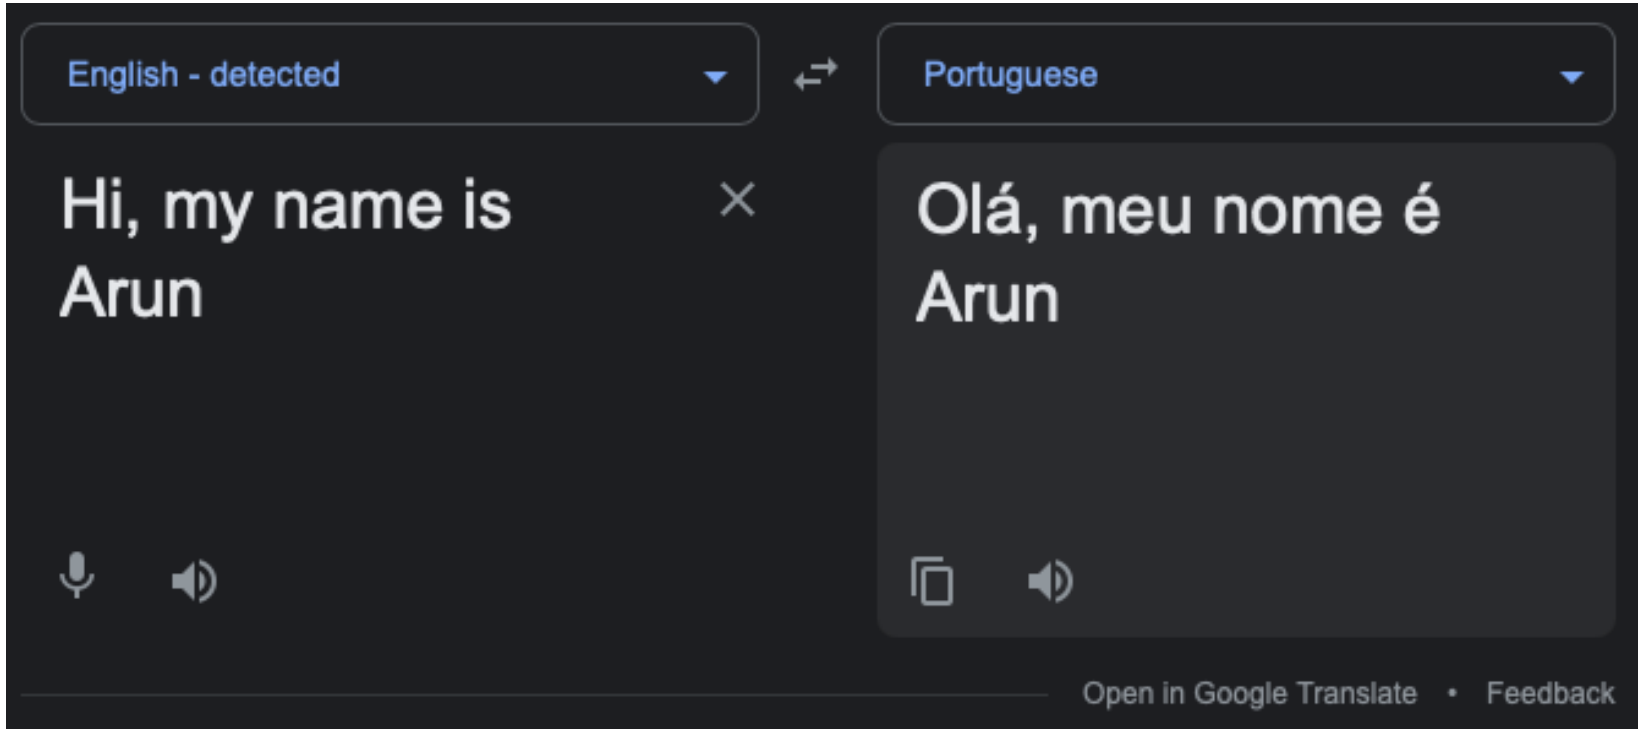 English - detected
Portuguese
Hi, my name is
Arun
Olá, meu nome é
Arun
Open in Google Translate • Feedback